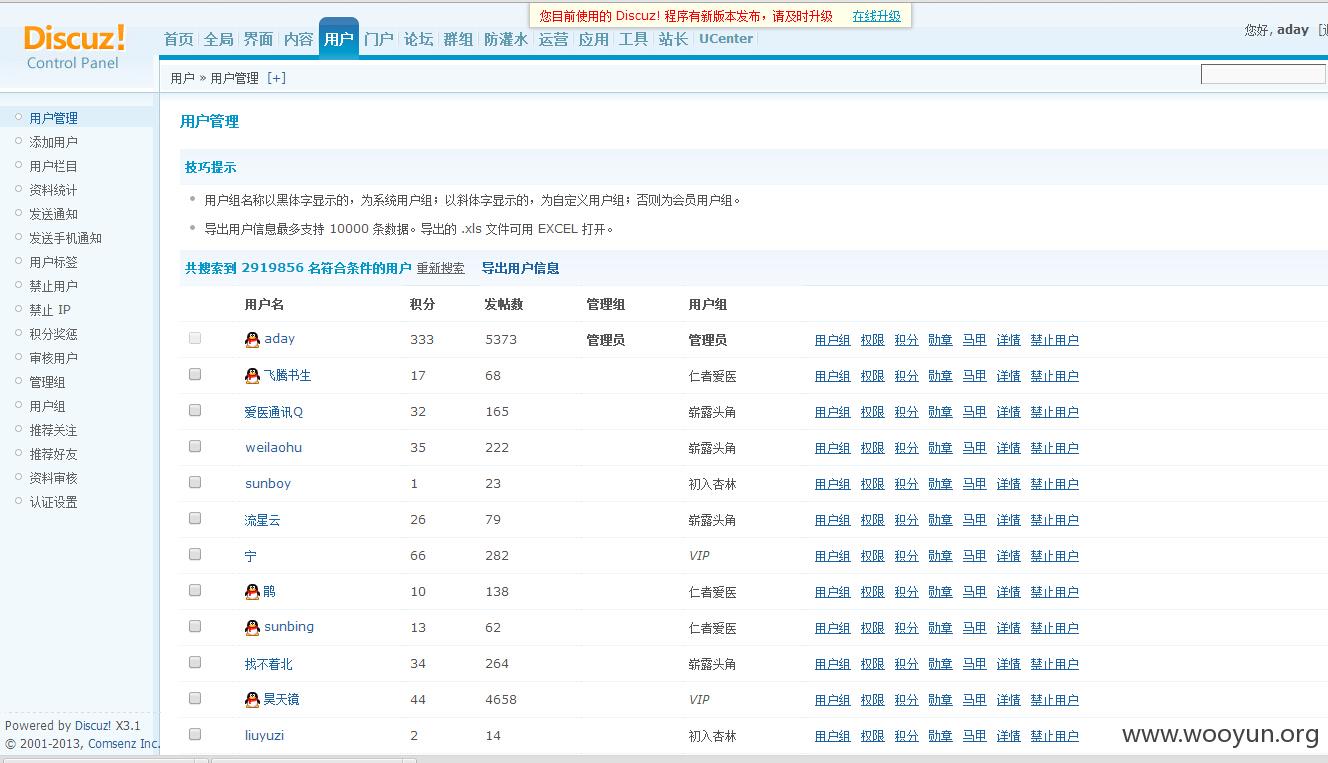 您目前使用的 Discuz! 程序有新版本发布，请及时升级 在线升级
Discuz!
Control Panel
首页 全局 界面 内容 用户 门户 论坛 群组 防灌水 运营 应用 工具 站长 UCenter
您好, aday
用户 » 用户管理 [+]
用户管理
添加用户
用户栏目
资料统计
发送通知
发送手机通知
用户标签
禁止用户
禁止 IP
积分奖惩
审核用户
管理组
用户组
推荐关注
推荐好友
资料审核
认证设置
Powered by Discuz! X3.1
© 2001-2013, Comsenz Inc.
用户管理
技巧提示
用户组名称以黑体字显示的，为系统用户组；以斜体字显示的，为自定义用户组；否则为会员用户组。
导出用户信息最多支持 10000 条数据。导出的 .xls 文件可用 EXCEL 打开。
共搜索到 2919856 名符合条件的用户 重新搜索 导出用户信息
用户名 积分 发帖数 管理组 用户组
aday 333 5373 管理员 管理员 用户组 权限 积分 勋章 马甲 详情 禁止用户
飞腾书生 17 68 仁者爱医 用户组 权限 积分 勋章 马甲 详情 禁止用户
爱医通讯Q 32 165 崭露头角 用户组 权限 积分 勋章 马甲 详情 禁止用户
weilaohu 35 222 崭露头角 用户组 权限 积分 勋章 马甲 详情 禁止用户
sunboy 1 23 初入杏林 用户组 权限 积分 勋章 马甲 详情 禁止用户
流星云 26 79 崭露头角 用户组 权限 积分 勋章 马甲 详情 禁止用户
宁 66 282 VIP 用户组 权限 积分 勋章 马甲 详情 禁止用户
鹃 10 138 仁者爱医 用户组 权限 积分 勋章 马甲 详情 禁止用户
sunbing 13 62 仁者爱医 用户组 权限 积分 勋章 马甲 详情 禁止用户
找不着北 34 264 崭露头角 用户组 权限 积分 勋章 马甲 详情 禁止用户
昊天镜 44 4658 VIP 用户组 权限 积分 勋章 马甲 详情 禁止用户
liuyuzi 2 14 初入杏林 用户组 权限 积分 勋章 马甲 详情 禁止用户
www.wooyun.org